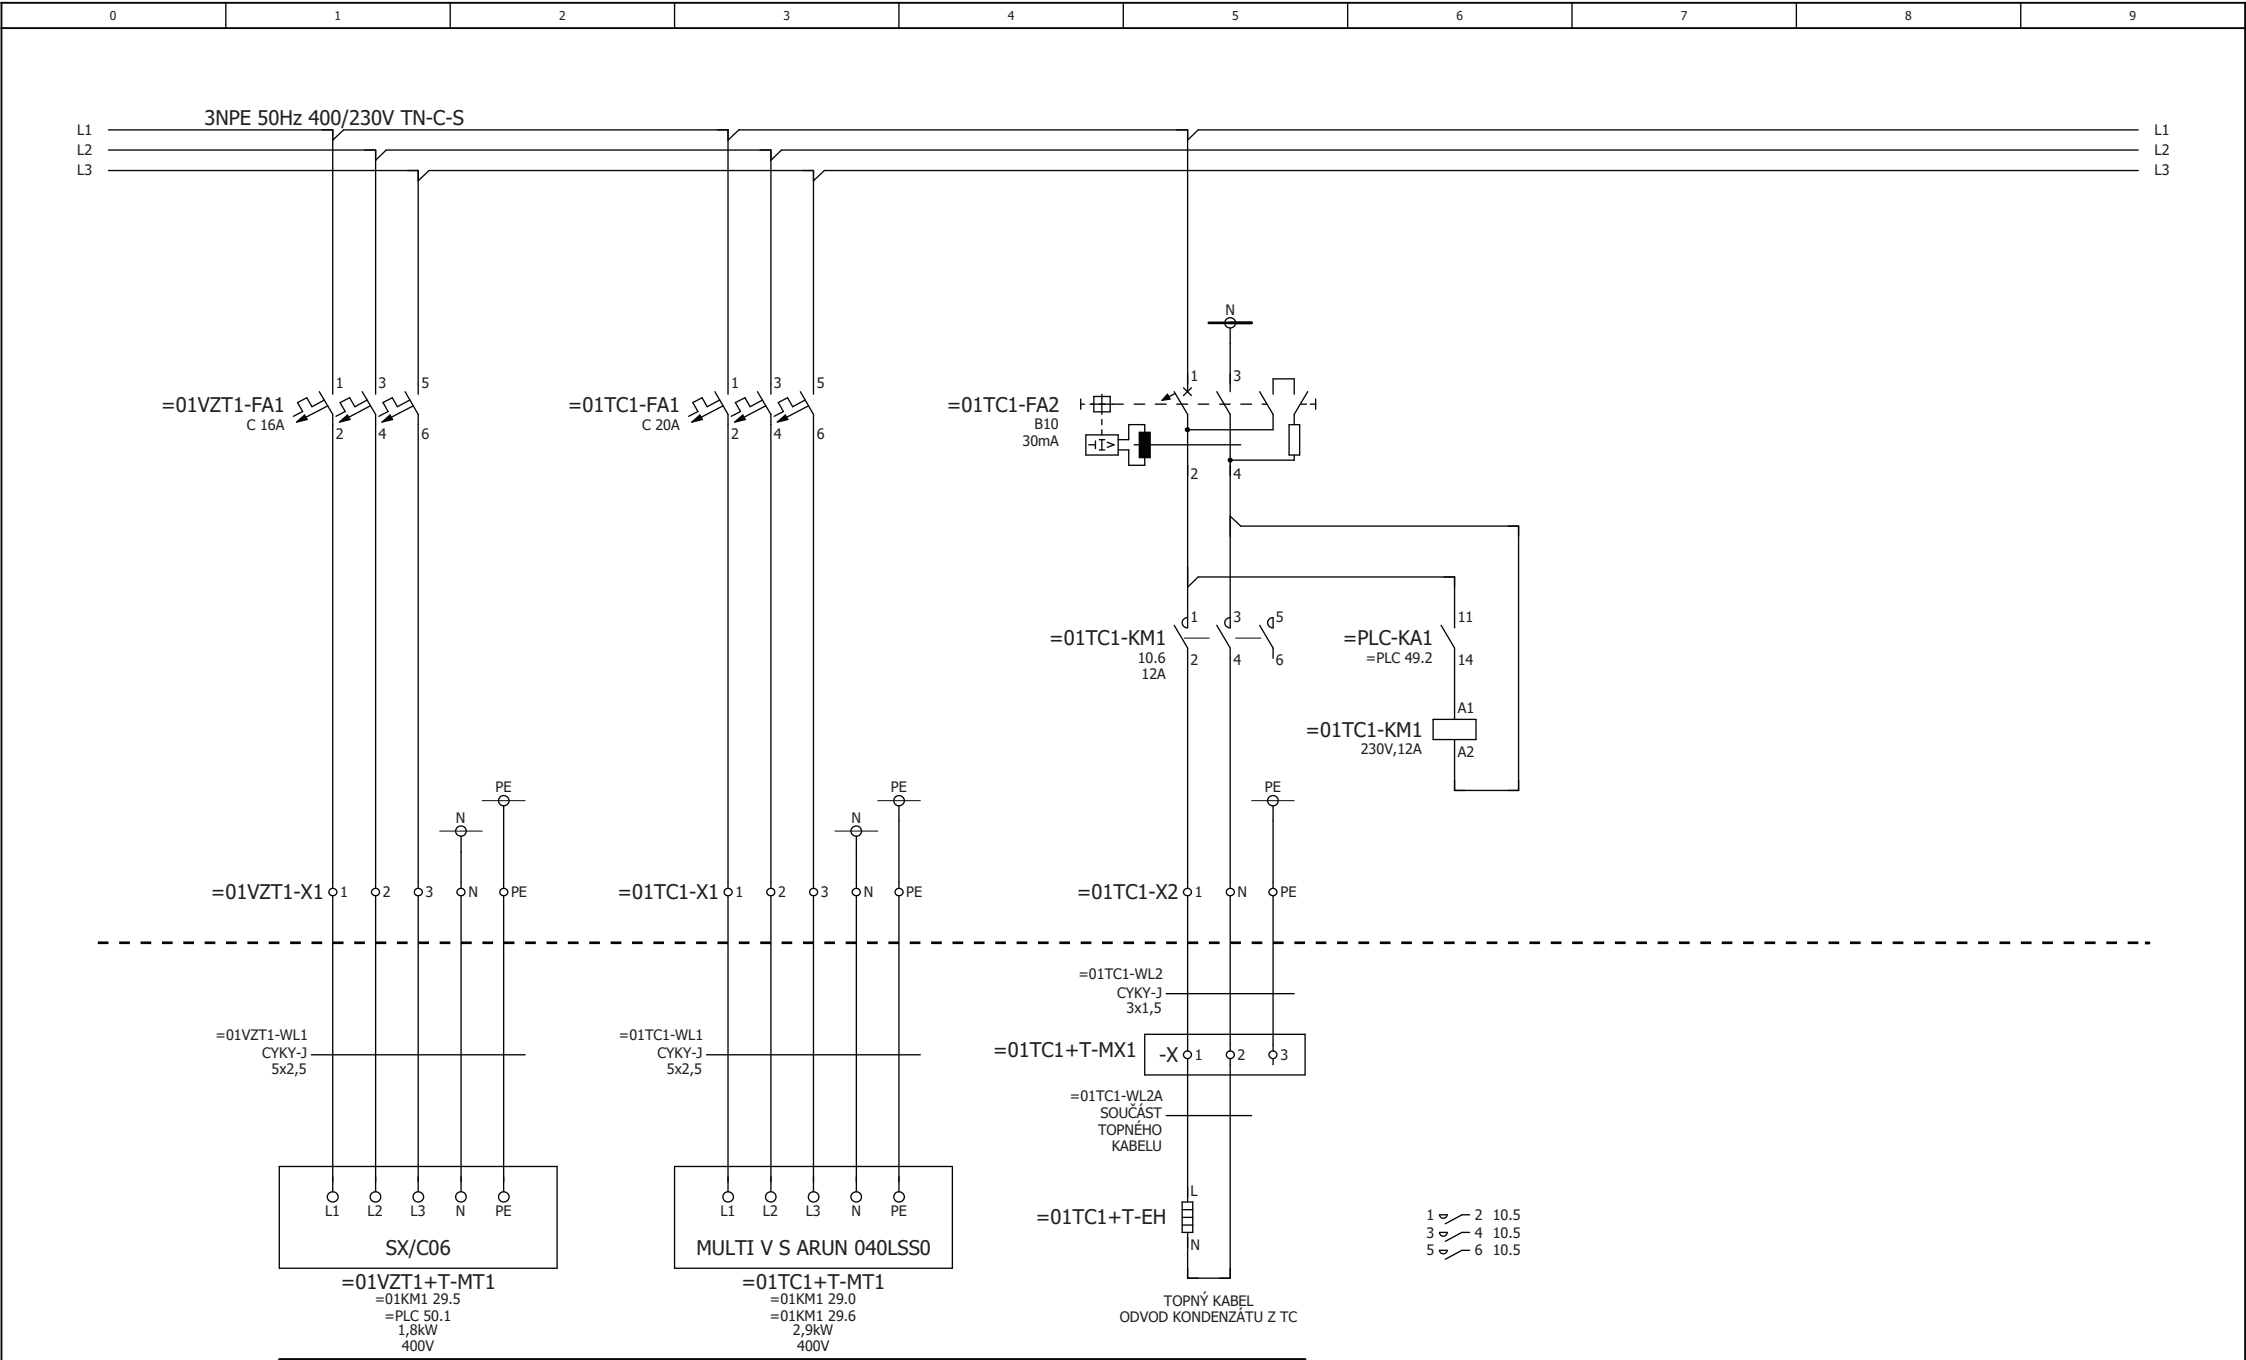 0 1 2 3 4 5 6 7 8 9
3NPE 50Hz 400/230V TN-C-S
L1 L1
L2 L2
L3 L3
N
1 3 5
=01VZT1-FA1
C 16A
2 4 6
1 3 5
=01TC1-FA1
C 20A
2 4 6
1 3
=01TC1-FA2
B10
30mA
I>
2 4
1 3 5
=01TC1-KM1
10.6
12A
2 4 6
11
=PLC-KA1
=PLC 49.2
14
A1
=01TC1-KM1
230V,12A
A2
PE PE PE
N N
=01VZT1-X1 1 2 3 N PE
=01TC1-X1 1 2 3 N PE
=01TC1-X2 1 N PE
=01TC1-WL2
CYKY-J
3x1,5
=01VZT1-WL1
CYKY-J
5x2,5
=01TC1-WL1
CYKY-J
5x2,5
=01TC1+T-MX1 -X 1 2 3
=01TC1-WL2A
SOUČÁST
TOPNÉHO
KABELU
L1 L2 L3 N PE
SX/C06
=01VZT1+T-MT1
=01KM1 29.5
=PLC 50.1
1,8kW
400V
L1 L2 L3 N PE
MULTI V S ARUN 040LSS0
=01TC1+T-MT1
=01KM1 29.0
=01KM1 29.6
2,9kW
400V
L
=01TC1+T-EH
N
TOPNÝ KABEL
ODVOD KONDENZÁTU Z TC
1 2 10.5
3 4 10.5
5 6 10.5